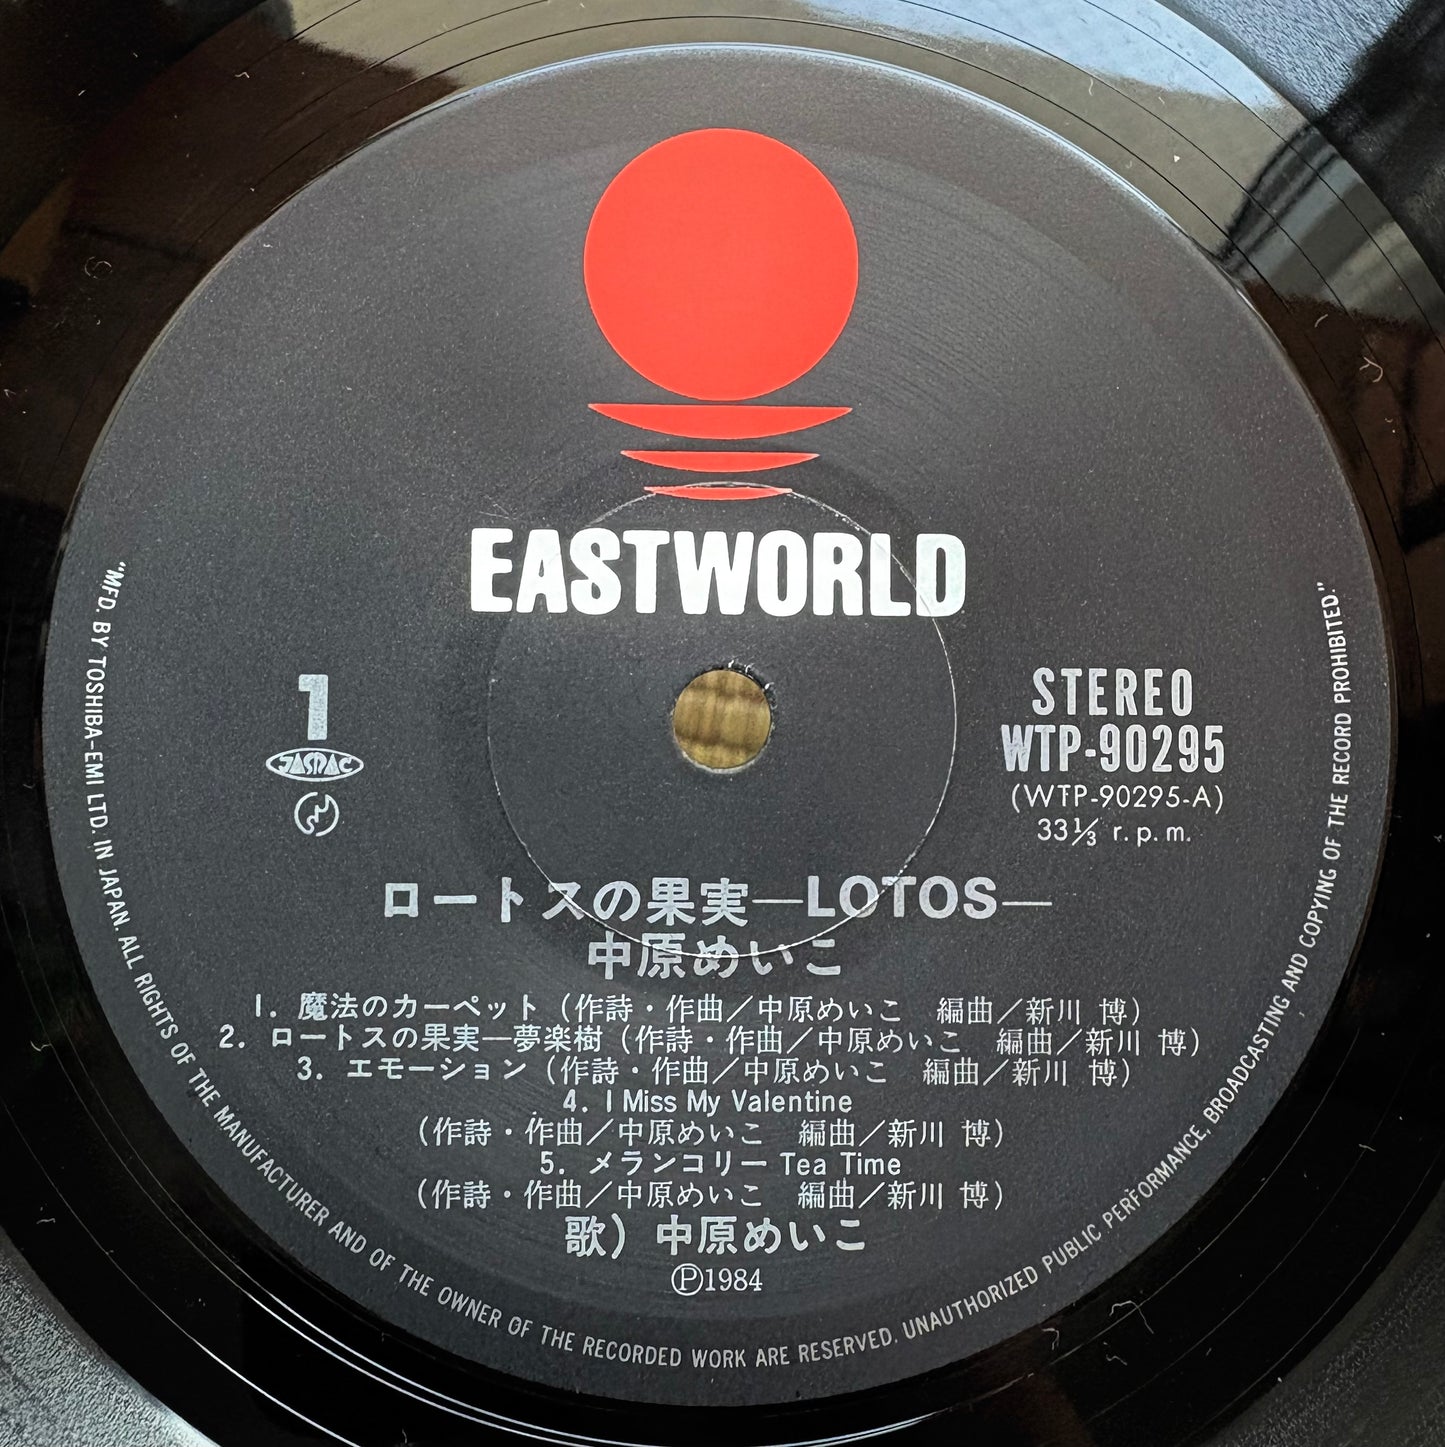 EASTWORLD
1
JASRAC
STEREO
WTP-90295
(WTP-90295-A)
33⅓ r.p.m.
ロートスの果実—LOTOS—
中原めいこ
1. 魔法のカーペット（作詩・作曲／中原めいこ　編曲／新川 博）
2. ロートスの果実—夢楽樹（作詩・作曲／中原めいこ　編曲／新川 博）
3. エモーション（作詩・作曲／中原めいこ　編曲／新川 博）
4. I Miss My Valentine
（作詩・作曲／中原めいこ　編曲／新川 博）
5. メランコリー Tea Time
（作詩・作曲／中原めいこ　編曲／新川 博）
歌）中原めいこ
Ⓟ1984
"MFD. BY TOSHIBA-EMI LTD. IN JAPAN. ALL RIGHTS OF THE MANUFACTURER AND OF THE OWNER OF THE RECORDED WORK ARE RESERVED. UNAUTHORIZED PUBLIC PERFORMANCE, BROADCASTING AND COPYING OF THE RECORD PROHIBITED."